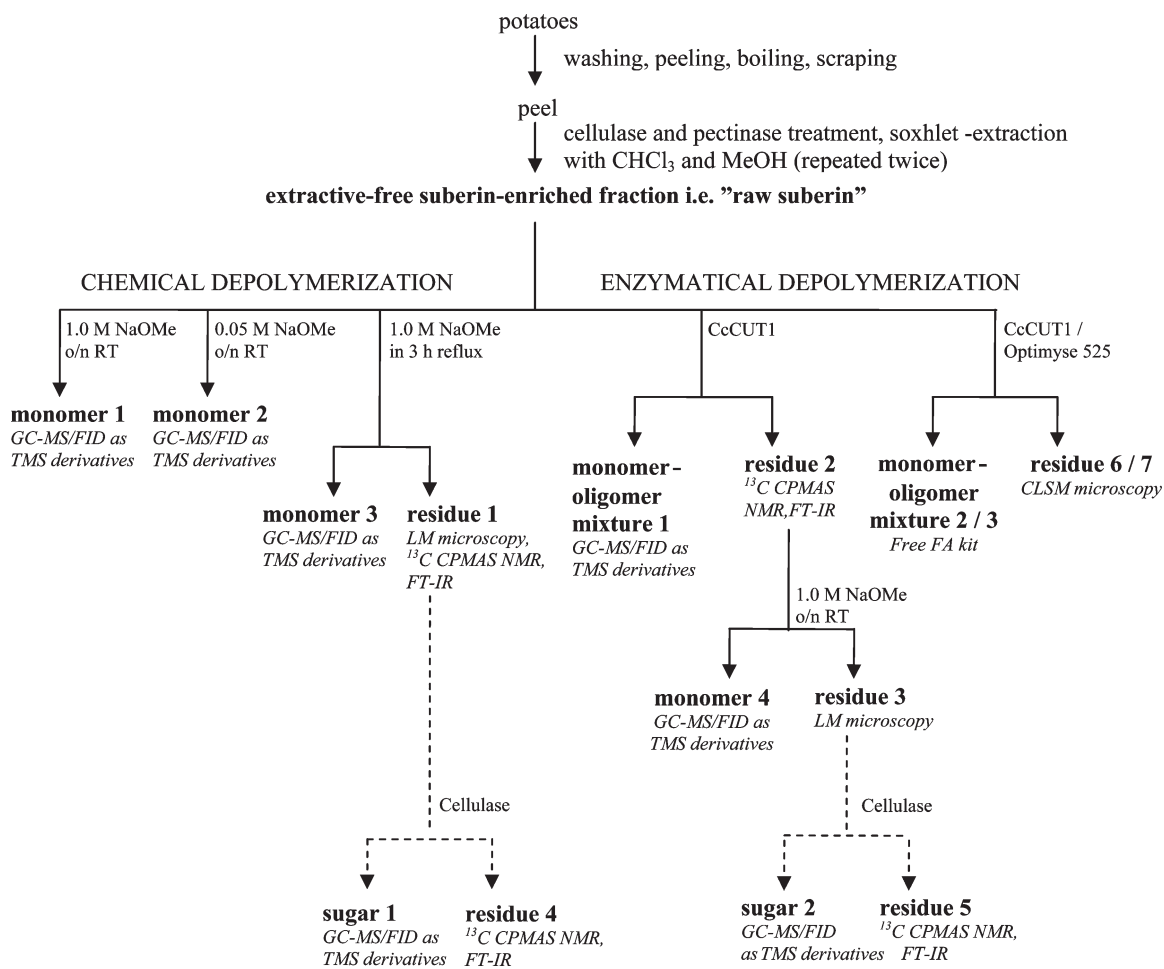 potatoes
washing, peeling, boiling, scraping
peel
cellulase and pectinase treatment, soxhlet -extraction
with CHCl₃ and MeOH (repeated twice)
extractive-free suberin-enriched fraction i.e. ”raw suberin”
CHEMICAL DEPOLYMERIZATION
ENZYMATICAL DEPOLYMERIZATION
1.0 M NaOMe
o/n RT
0.05 M NaOMe
o/n RT
1.0 M NaOMe
in 3 h reflux
CcCUT1
CcCUT1 /
Optimyse 525
monomer 1
GC-MS/FID as
TMS derivatives
monomer 2
GC-MS/FID as
TMS derivatives
monomer 3
GC-MS/FID as
TMS derivatives
residue 1
LM microscopy,
¹³C CPMAS NMR,
FT-IR
monomer-
oligomer
mixture 1
GC-MS/FID as
TMS derivatives
residue 2
¹³C CPMAS
NMR,FT-IR
monomer-
oligomer
mixture 2 / 3
Free FA kit
residue 6 / 7
CLSM microscopy
1.0 M NaOMe
o/n RT
monomer 4
GC-MS/FID as
TMS derivatives
residue 3
LM microscopy
Cellulase
Cellulase
sugar 1
GC-MS/FID as
TMS derivatives
residue 4
¹³C CPMAS NMR,
FT-IR
sugar 2
GC-MS/FID
as TMS derivatives
residue 5
¹³C CPMAS NMR,
FT-IR